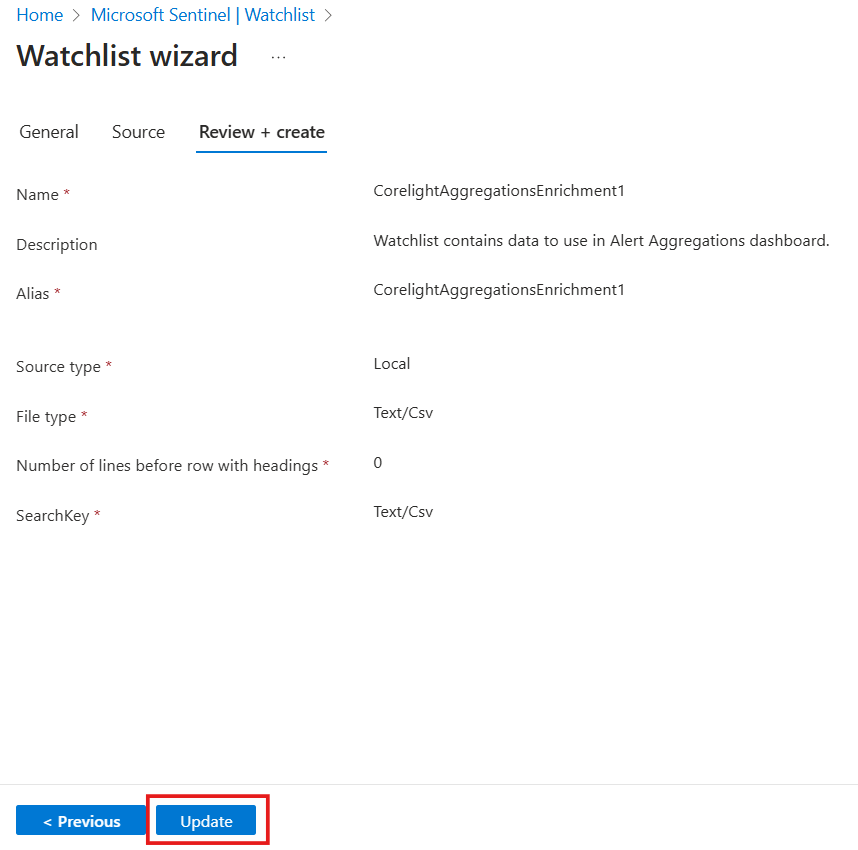 Home > Microsoft Sentinel | Watchlist >
Watchlist wizard ...
General Source Review + create
Name * CorelightAggregationsEnrichment1
Description Watchlist contains data to use in Alert Aggregations dashboard.
Alias * CorelightAggregationsEnrichment1
Source type * Local
File type * Text/Csv
Number of lines before row with headings * 0
SearchKey * Text/Csv
< Previous Update